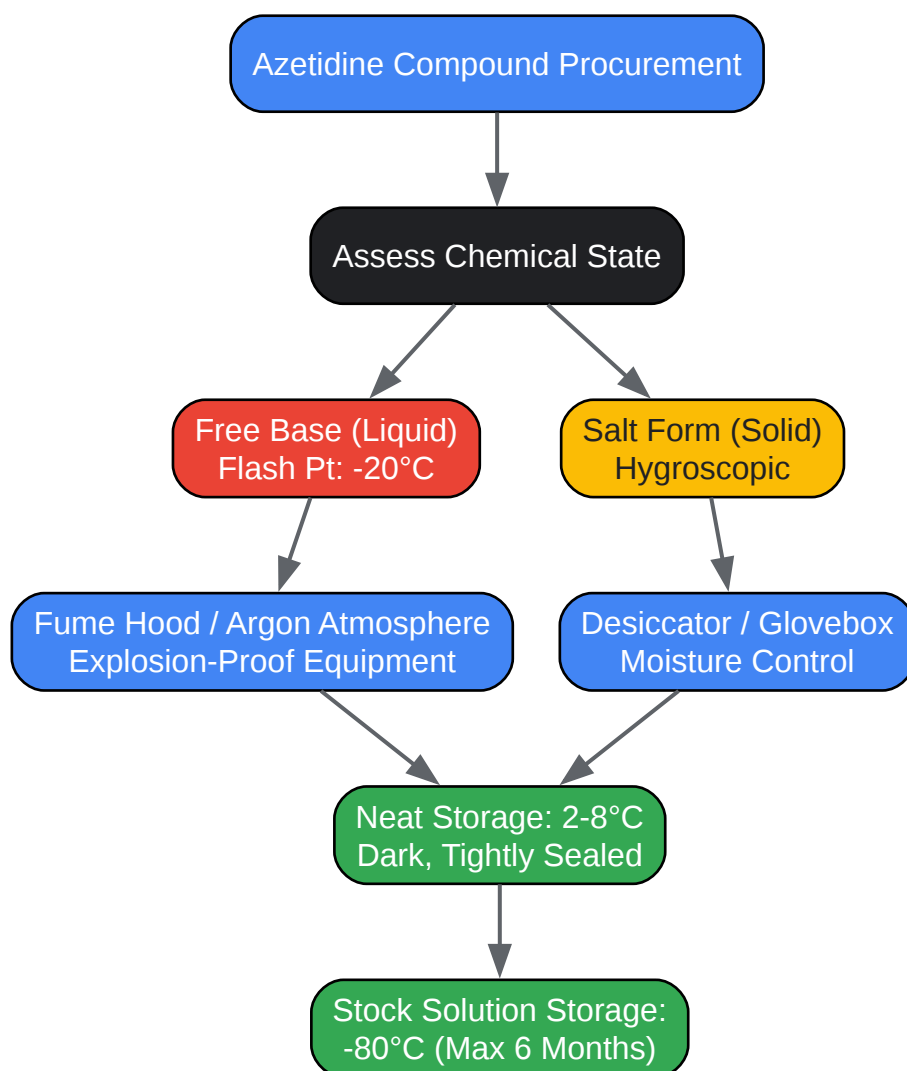 Azetidine Compound Procurement
Assess Chemical State
Free Base (Liquid)
Flash Pt: -20°C
Salt Form (Solid)
Hygroscopic
Fume Hood / Argon Atmosphere
Explosion-Proof Equipment
Desiccator / Glovebox
Moisture Control
Neat Storage: 2-8°C
Dark, Tightly Sealed
Stock Solution Storage:
-80°C (Max 6 Months)